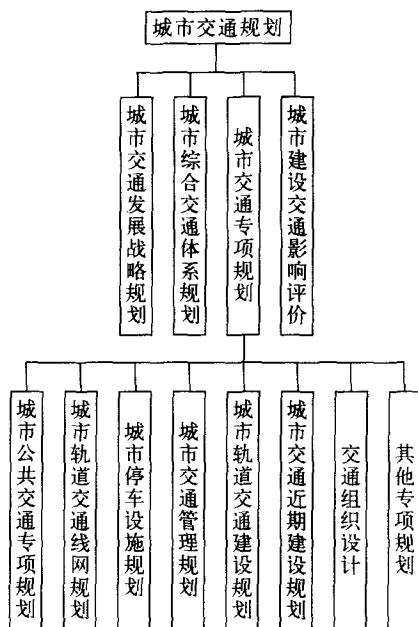 城市交通规划
城市交通发展战略规划
城市综合交通体系规划
城市交通专项规划
城市建设交通影响评价
城市公共交通专项规划
城市轨道交通线网规划
城市停车设施规划
城市交通管理规划
城市轨道交通建设规划
城市交通近期建设规划
交通组织设计
其他专项规划